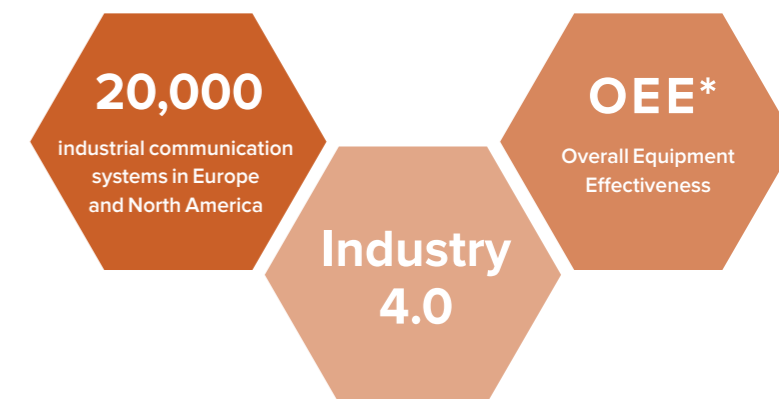 20,000
industrial communication
systems in Europe
and North America
Industry
4.0
OEE*
Overall Equipment
Effectiveness